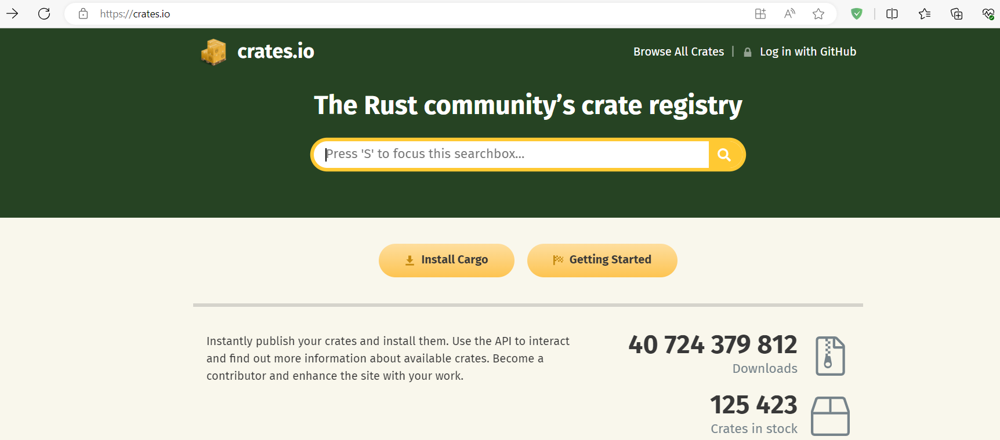 https://crates.io
crates.io
Browse All Crates | Log in with GitHub
The Rust community’s crate registry
Press 'S' to focus this searchbox...
Install Cargo
Getting Started
Instantly publish your crates and install them. Use the API to interact
and find out more information about available crates. Become a
contributor and enhance the site with your work.
40 724 379 812
Downloads
125 423
Crates in stock